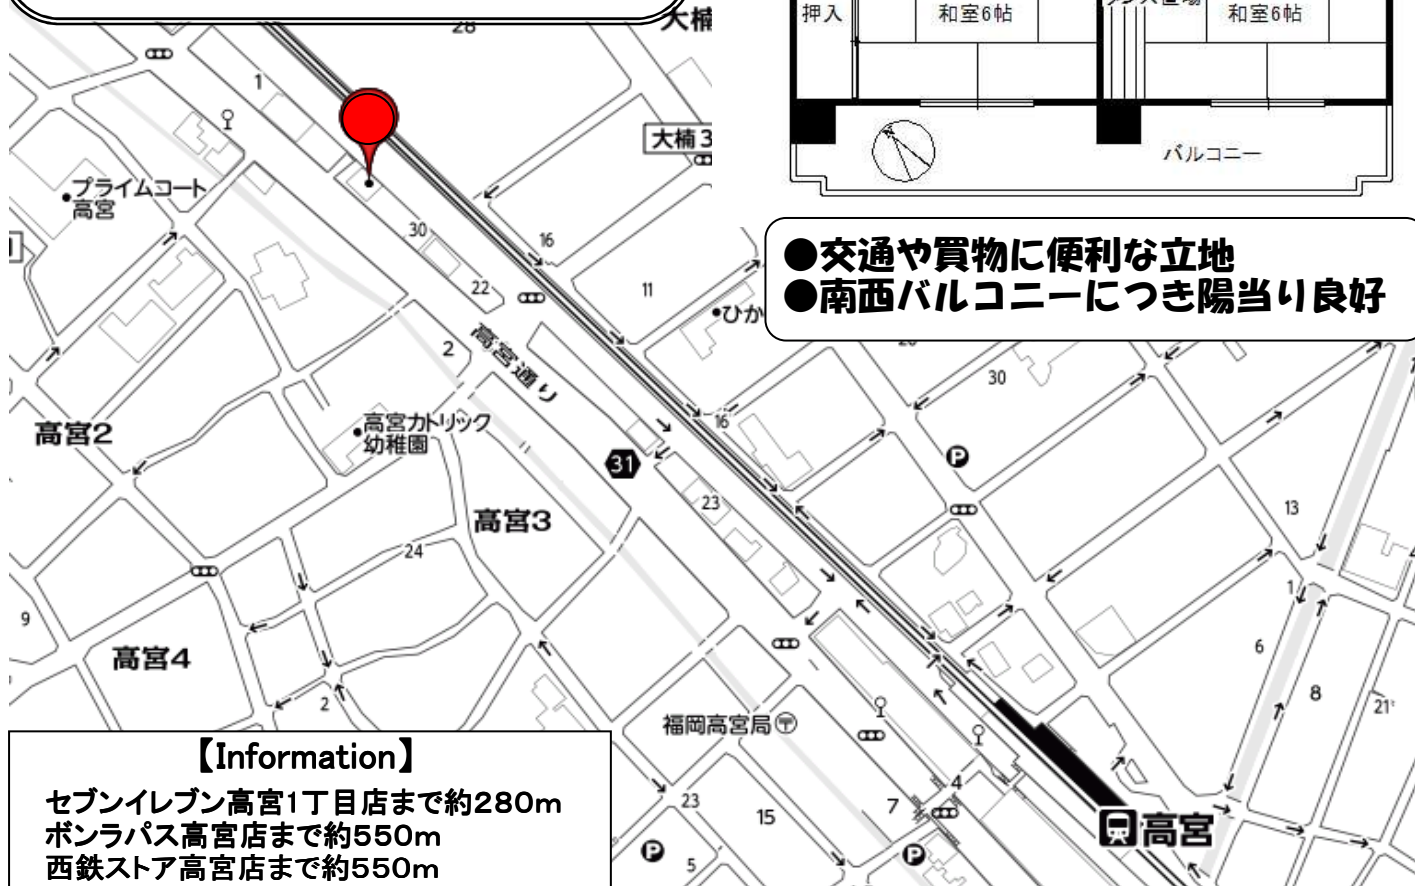 押入
和室6帖
和室6帖
バルコニー
28
1
大楠3
プライムコート
高宮
30
16
22
11
●交通や買物に便利な立地
●南西バルコニーにつき陽当り良好
ひか
高宮通り
2
30
高宮2
高宮カトリック
幼稚園
16
31
P
23
13
高宮3
24
9
1
高宮4
6
2
8
21
福岡高宮局
〒
4
23
7
15
高宮
P
P
5
【Information】
セブンイレブン高宮1丁目店まで約280m
ボンラパス高宮店まで約550m
西鉄ストア高宮店まで約550m